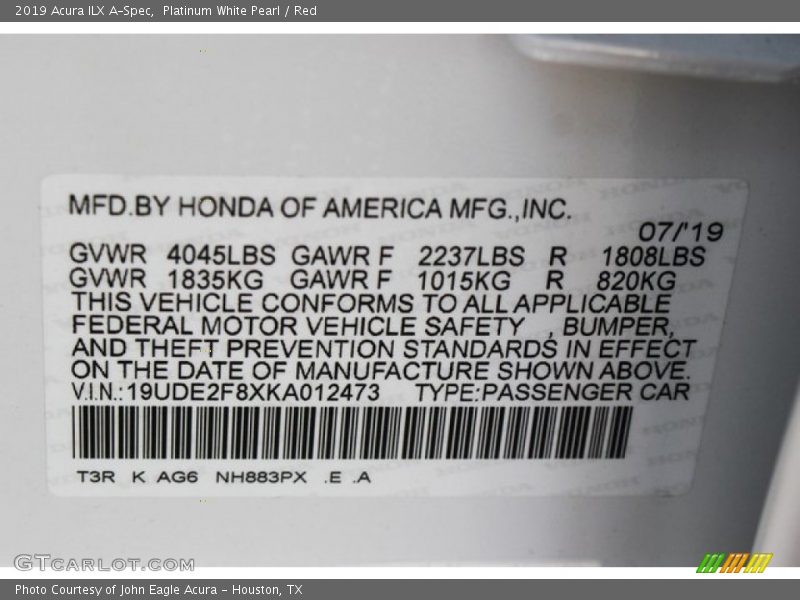 2019 Acura ILX A-Spec,  Platinum White Pearl / Red
MFD.BY HONDA OF AMERICA MFG.,INC.
07/'19
GVWR 4045LBS GAWR F 2237LBS R 1808LBS
GVWR 1835KG GAWR F 1015KG R 820KG
THIS VEHICLE CONFORMS TO ALL APPLICABLE
FEDERAL MOTOR VEHICLE SAFETY , BUMPER,
AND THEFT PREVENTION STANDARDS IN EFFECT
ON THE DATE OF MANUFACTURE SHOWN ABOVE.
V.I.N.:19UDE2F8XKA012473 TYPE:PASSENGER CAR
T3R K AG6 NH883PX .E .A
GTCARLOT.COM
Photo Courtesy of John Eagle Acura - Houston, TX